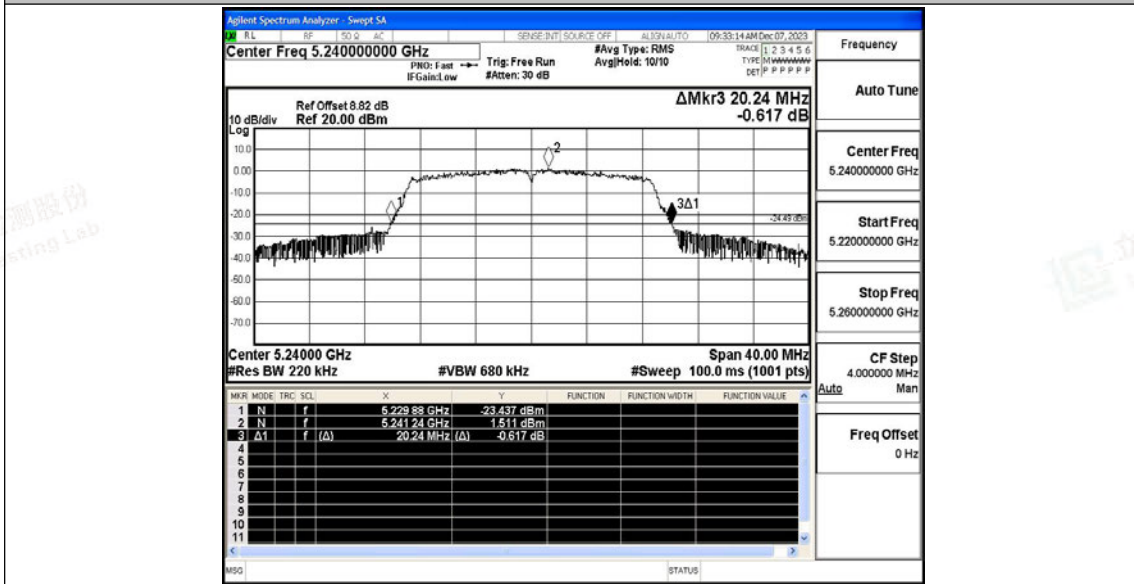 Agilent Spectrum Analyzer - Swept SA
RL RF 50 Ω AC SENSE:INT SOURCE OFF ALIGN AUTO 09:33:14 AM Dec 07, 2023
Center Freq 5.240000000 GHz
PNO: Fast
IFGain:Low
Trig: Free Run
#Atten: 30 dB
#Avg Type: RMS
Avg|Hold: 10/10
TRACE 1 2 3 4 5 6
TYPE M WWWWW
DET P P P P P P
Frequency
Auto Tune
Center Freq
5.240000000 GHz
Start Freq
5.220000000 GHz
Stop Freq
5.260000000 GHz
CF Step
4.000000 MHz
Auto Man
Freq Offset
0 Hz
ΔMkr3 20.24 MHz
-0.617 dB
Ref Offset 8.82 dB
10 dB/div Ref 20.00 dBm
Log
10.0
0.00
-10.0
-20.0
-30.0
-40.0
-50.0
-60.0
-70.0
1
2
3Δ1
-24.49 dBm
Center 5.24000 GHz Span 40.00 MHz
#Res BW 220 kHz #VBW 680 kHz #Sweep 100.0 ms (1001 pts)
MKR MODE TRC SCL X Y FUNCTION FUNCTION WIDTH FUNCTION VALUE
1 N f 5.229 88 GHz -23.437 dBm
2 N f 5.241 24 GHz 1.511 dBm
3 Δ1 f (Δ) 20.24 MHz (Δ) -0.617 dB
4
5
6
7
8
9
10
11
MSG STATUS
测股份
sting Lab
立